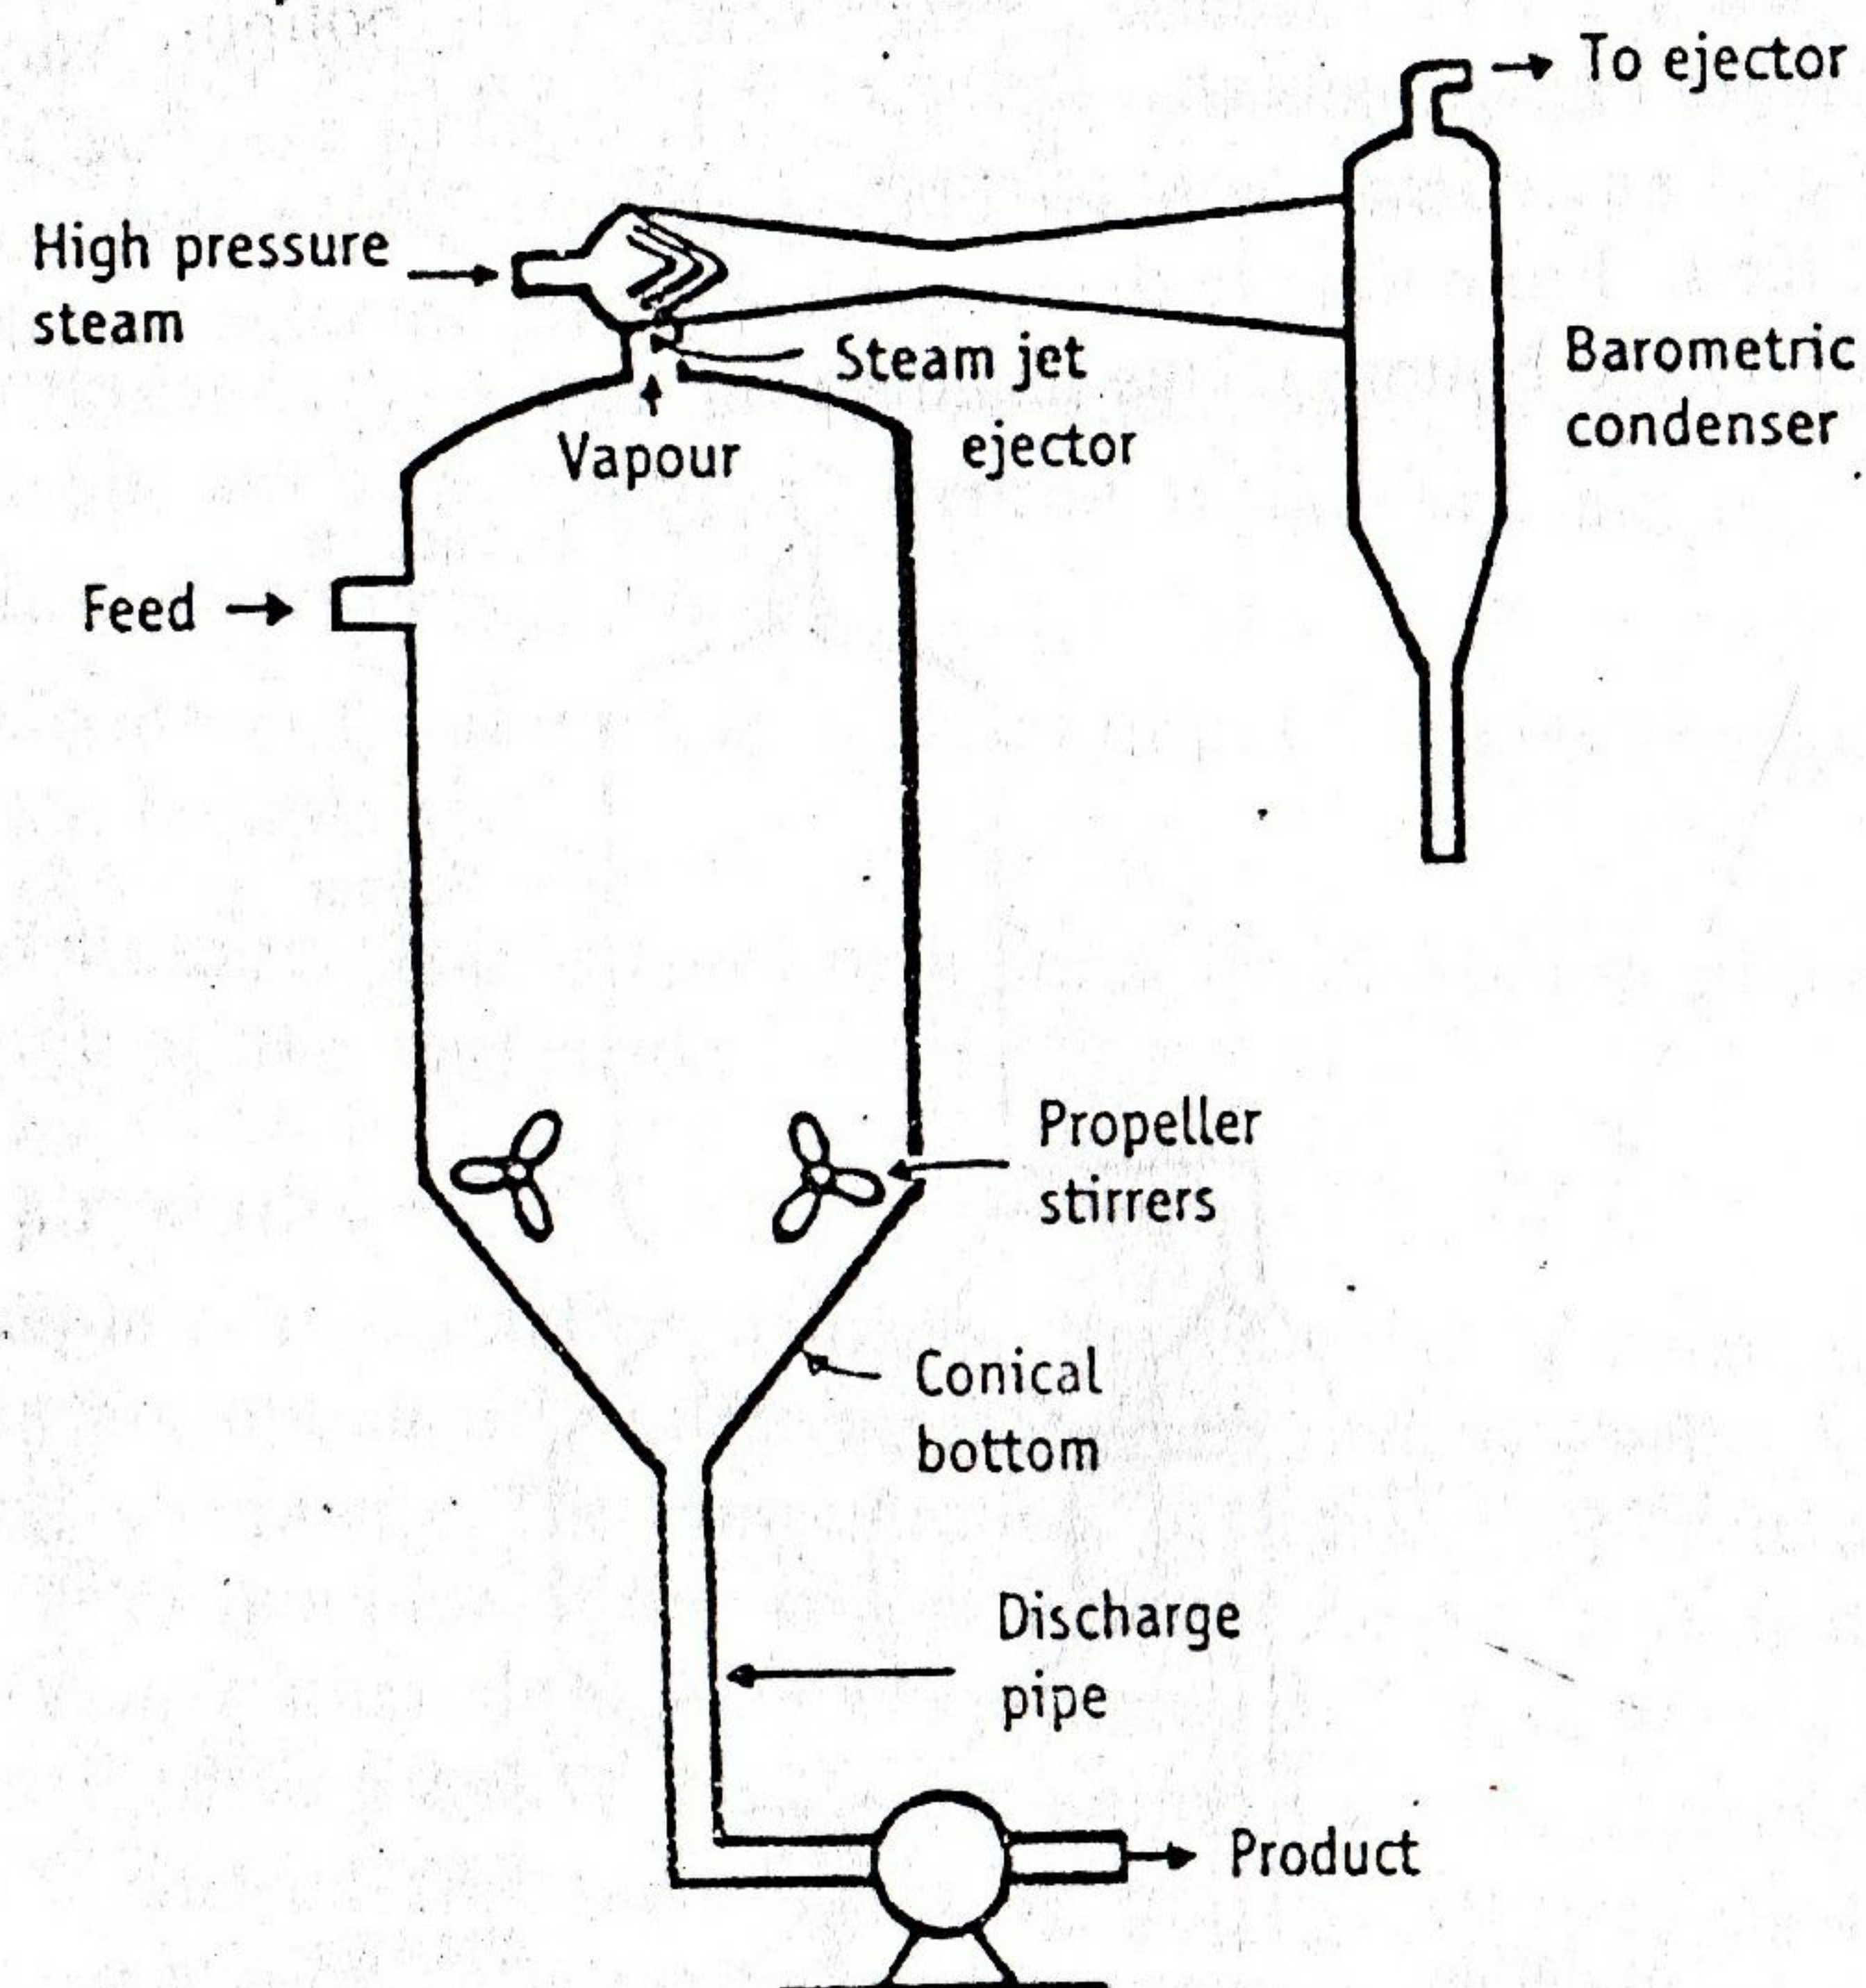 To ejector
High pressure
steam
Steam jet
ejector
Vapour
Barometric
condenser
Feed
Propeller
stirrers
Conical
bottom
Discharge
pipe
Product